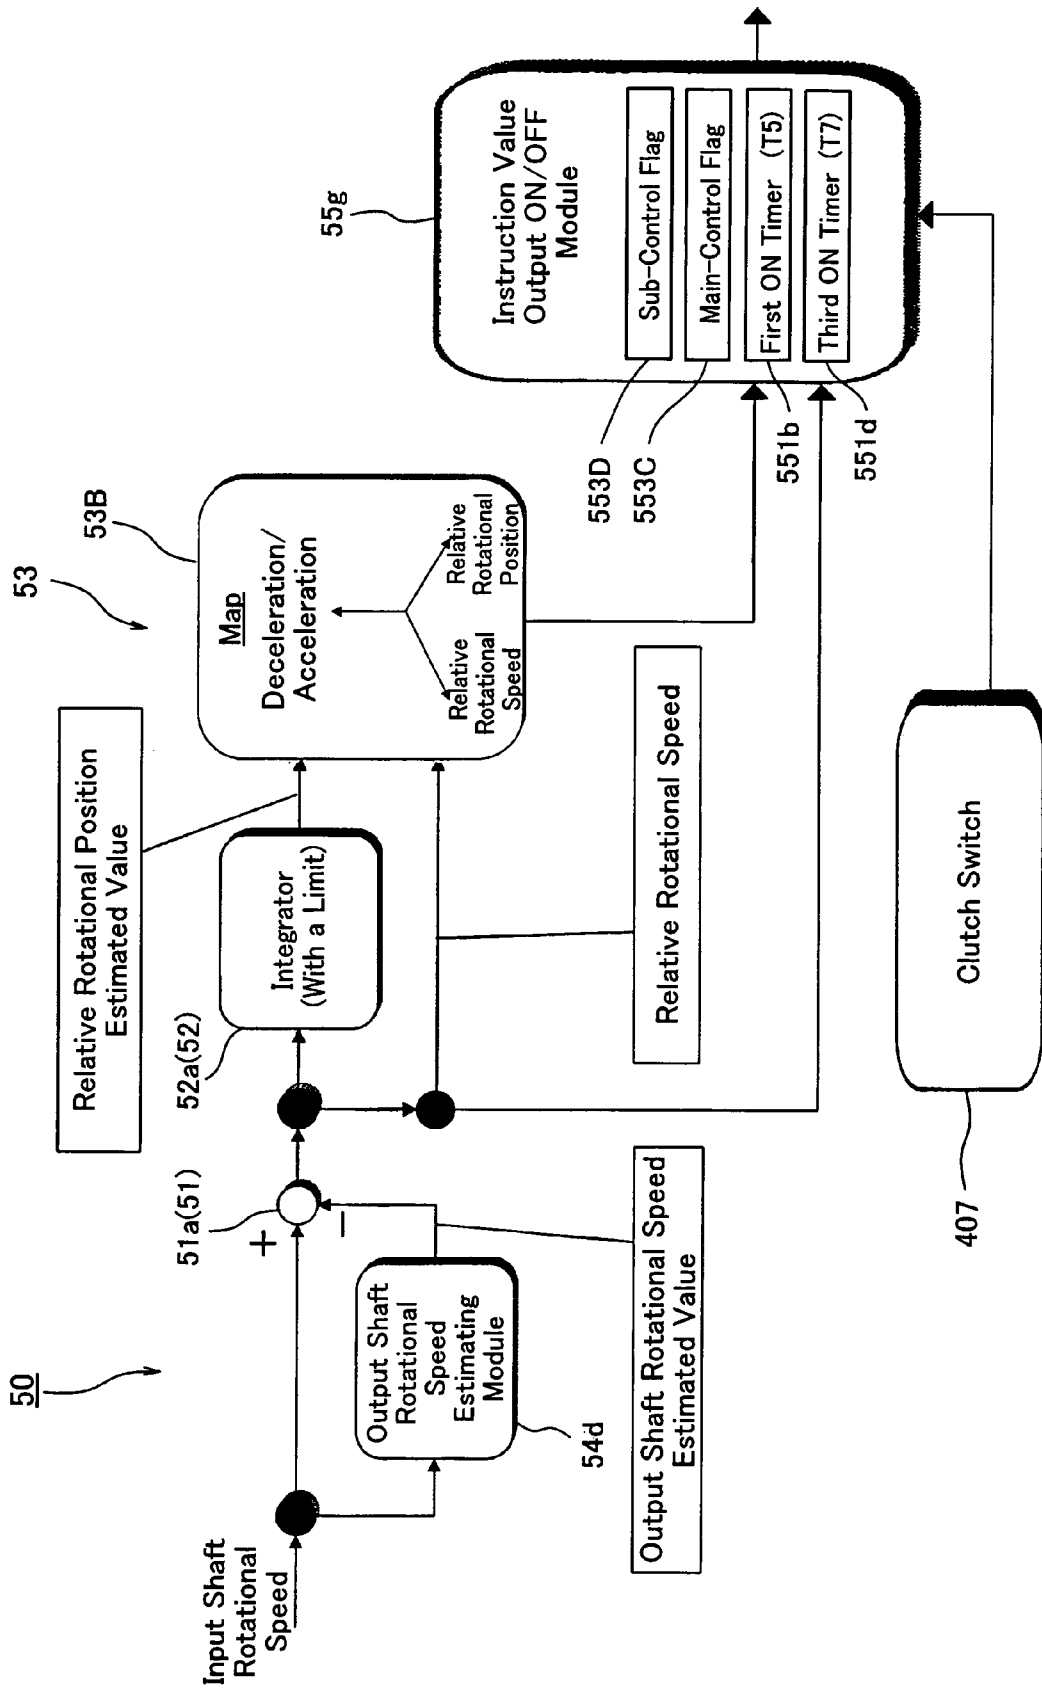 50
Input Shaft
Rotational
Speed
+
−
51a(51)
Output Shaft
Rotational
Speed
Estimating
Module
54d
Output Shaft Rotational Speed
Estimated Value
52a(52)
Integrator
(With a Limit)
Relative Rotational Position
Estimated Value
Relative Rotational Speed
53
53B
Map
Deceleration/
Acceleration
Relative
Rotational
Speed
Relative
Rotational
Position
55g
Instruction Value
Output ON/OFF
Module
Sub-Control Flag
Main-Control Flag
First ON Timer (T5)
Third ON Timer (T7)
553D
553C
551b
551d
Clutch Switch
407